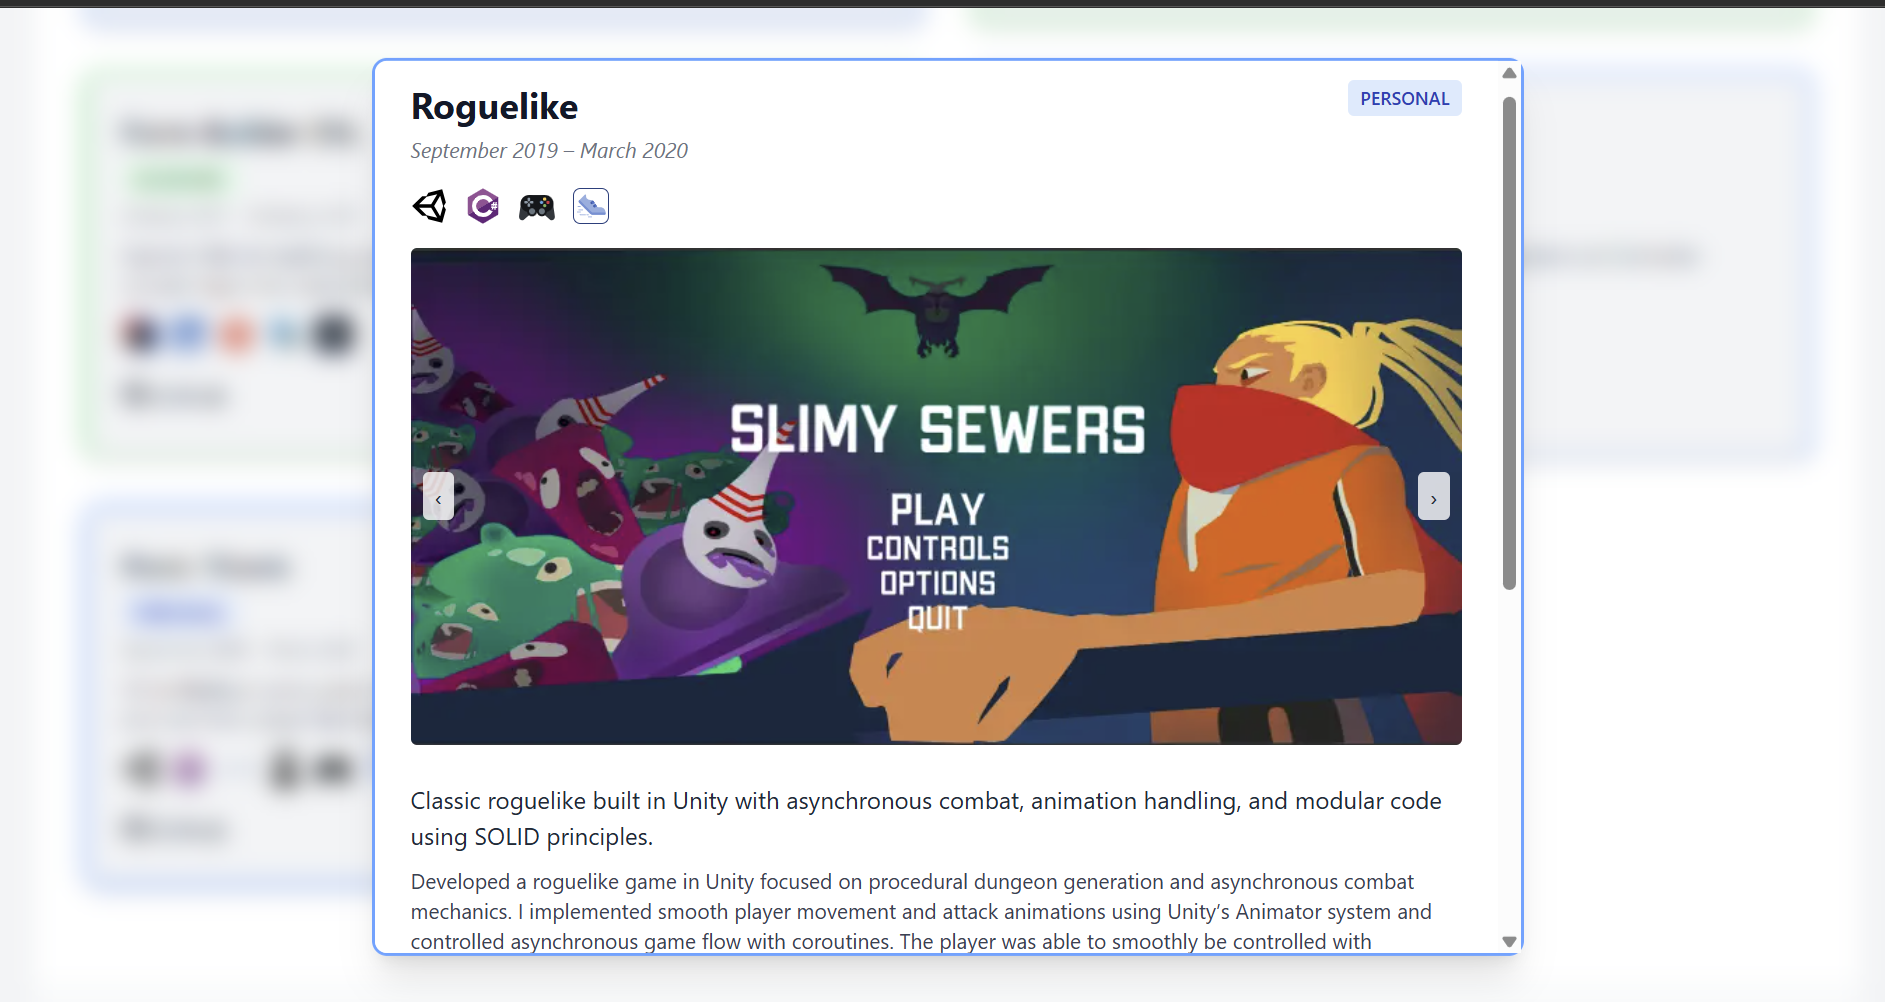 Roguelike
PERSONAL
September 2019 – March 2020
SLIMY SEWERS
PLAY
CONTROLS
OPTIONS
QUIT
Classic roguelike built in Unity with asynchronous combat, animation handling, and modular code
using SOLID principles.
Developed a roguelike game in Unity focused on procedural dungeon generation and asynchronous combat
mechanics. I implemented smooth player movement and attack animations using Unity’s Animator system and
controlled asynchronous game flow with coroutines. The player was able to smoothly be controlled with